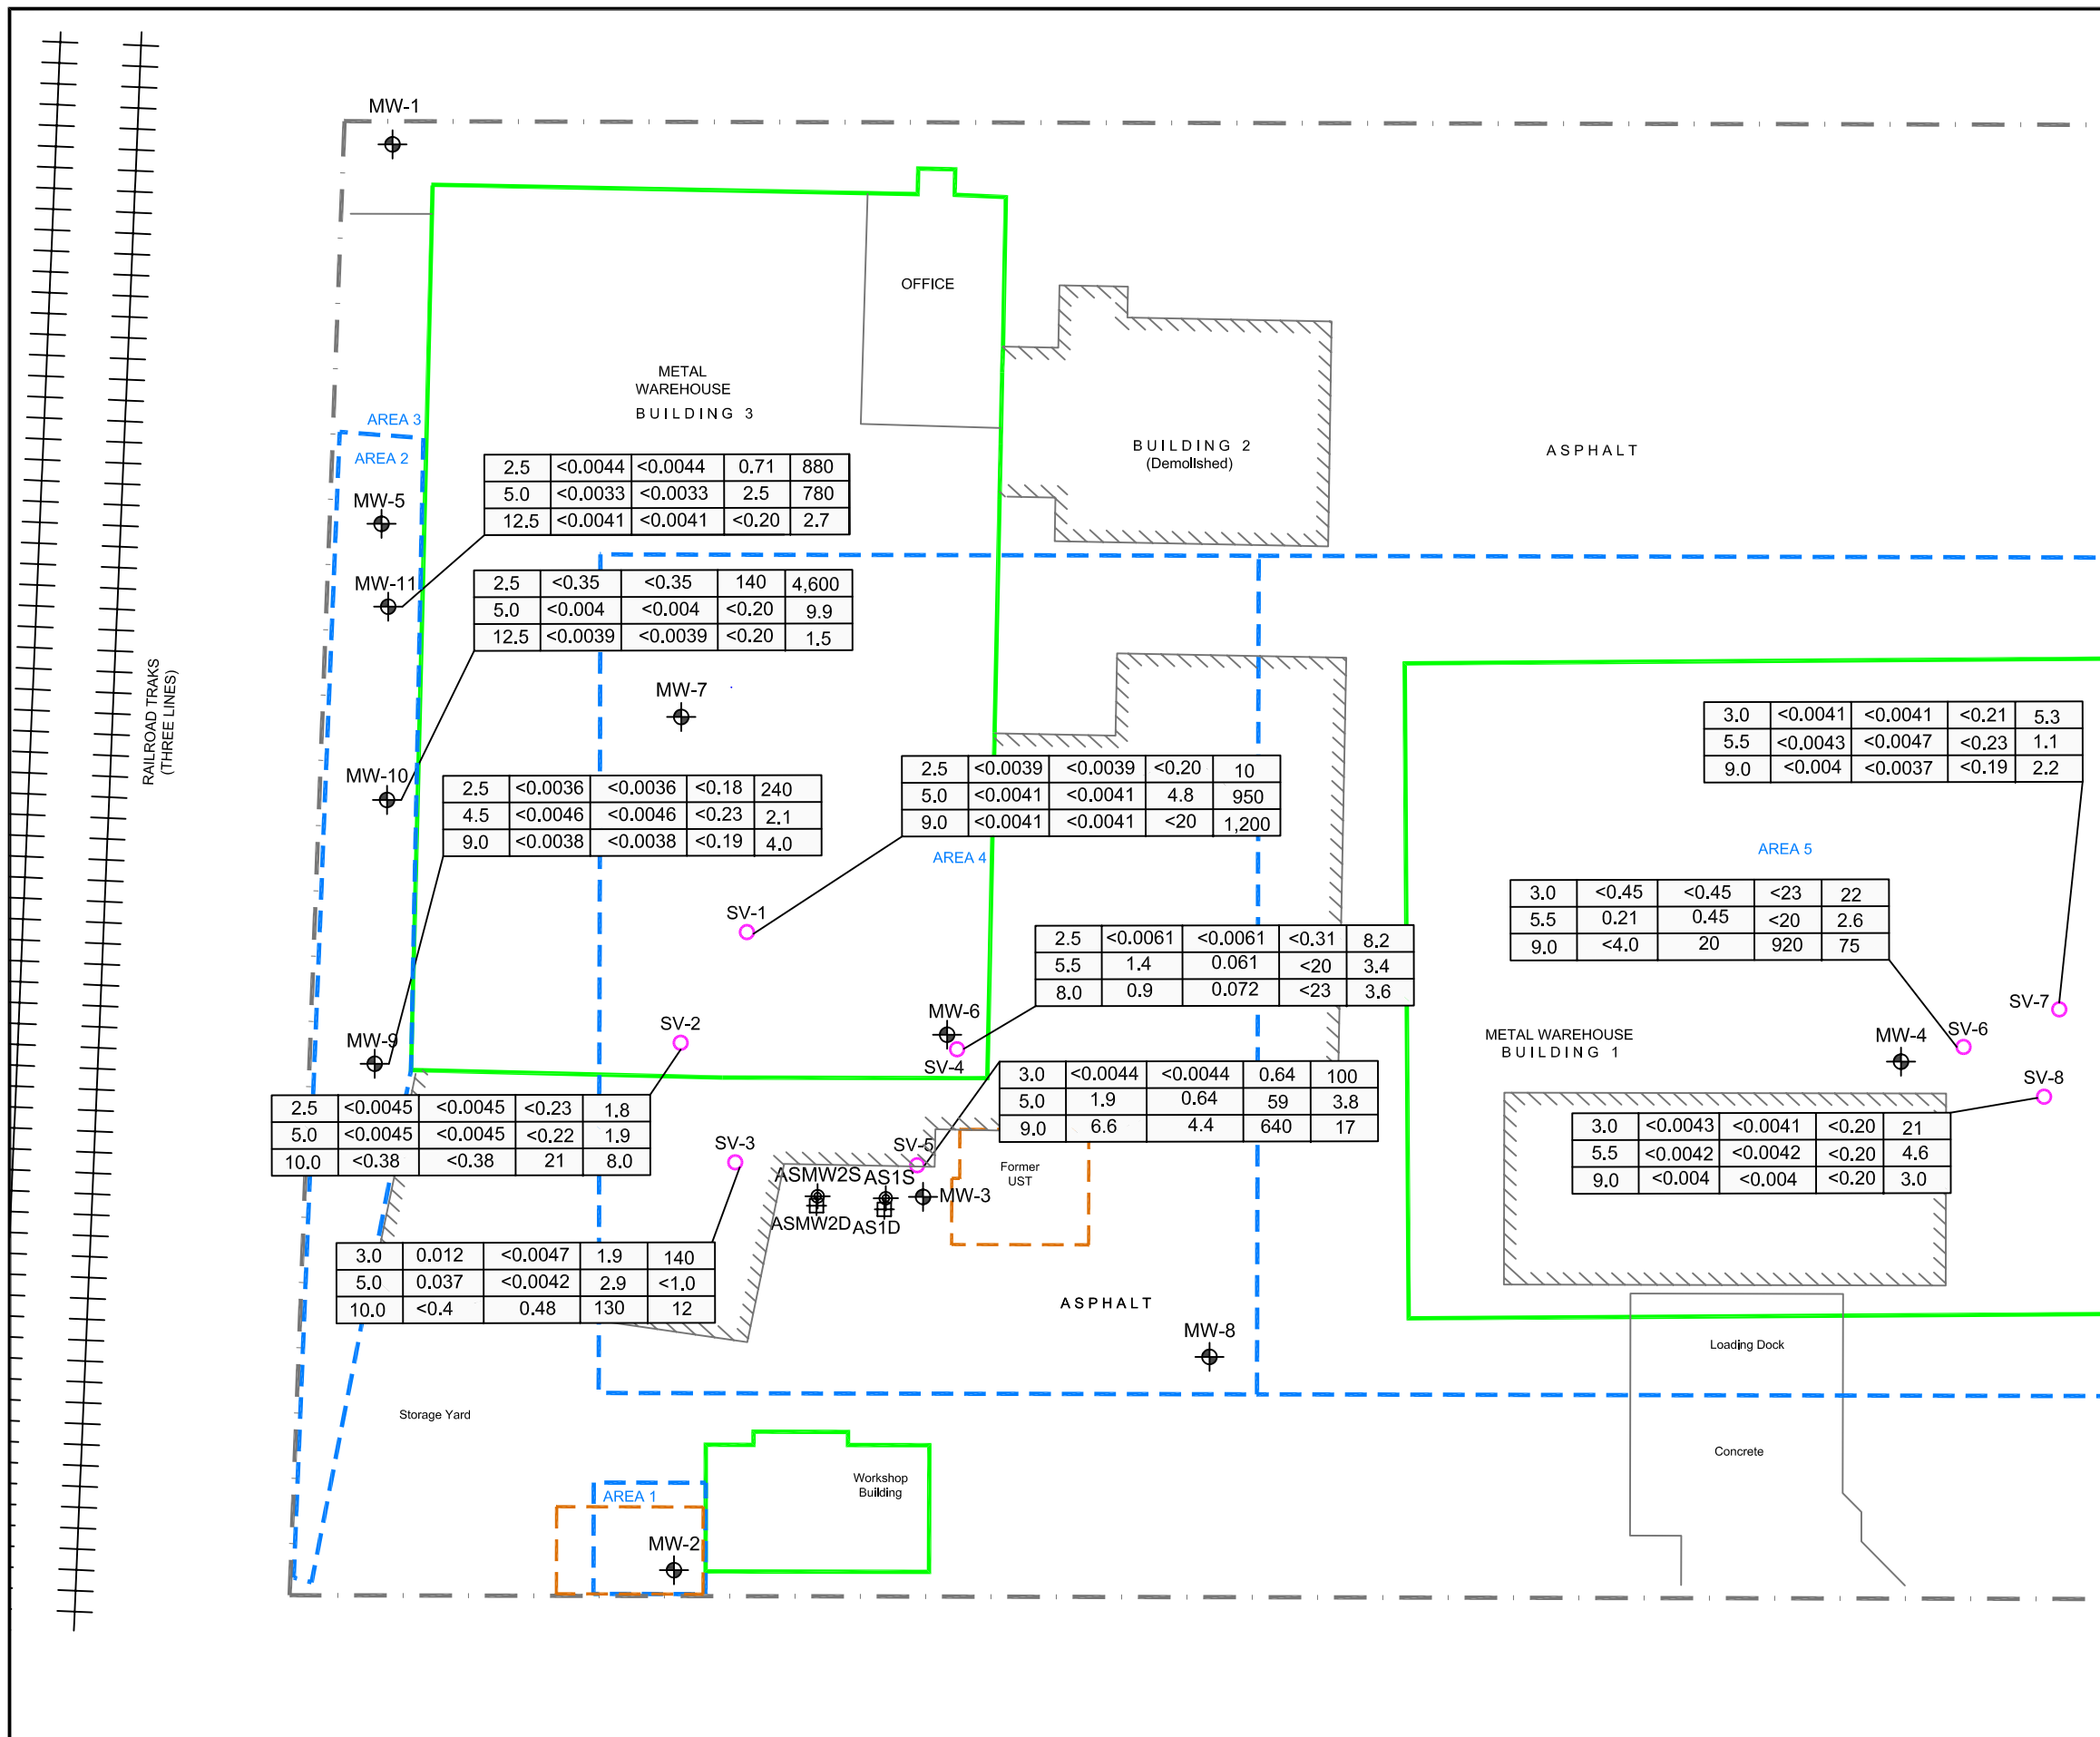 MW-1
OFFICE
METAL
WAREHOUSE
BUILDING 3
BUILDING 2
(Demolished)
ASPHALT
AREA 3
AREA 2
MW-5
2.5 <0.0044 <0.0044 0.71 880
5.0 <0.0033 <0.0033 2.5 780
12.5 <0.0041 <0.0041 <0.20 2.7
MW-11
2.5 <0.35 <0.35 140 4,600
5.0 <0.004 <0.004 <0.20 9.9
12.5 <0.0039 <0.0039 <0.20 1.5
RAILROAD TRAKS
(THREE LINES)
MW-7
MW-10
2.5 <0.0036 <0.0036 <0.18 240
4.5 <0.0046 <0.0046 <0.23 2.1
9.0 <0.0038 <0.0038 <0.19 4.0
2.5 <0.0039 <0.0039 <0.20 10
5.0 <0.0041 <0.0041 4.8 950
9.0 <0.0041 <0.0041 <20 1,200
3.0 <0.0041 <0.0041 <0.21 5.3
5.5 <0.0043 <0.0047 <0.23 1.1
9.0 <0.004 <0.0037 <0.19 2.2
AREA 4
AREA 5
SV-1
3.0 <0.45 <0.45 <23 22
5.5 0.21 0.45 <20 2.6
9.0 <4.0 20 920 75
2.5 <0.0061 <0.0061 <0.31 8.2
5.5 1.4 0.061 <20 3.4
8.0 0.9 0.072 <23 3.6
MW-9
SV-2
MW-6
SV-4
METAL WAREHOUSE
BUILDING 1
MW-4
SV-6
SV-7
SV-8
2.5 <0.0045 <0.0045 <0.23 1.8
5.0 <0.0045 <0.0045 <0.22 1.9
10.0 <0.38 <0.38 21 8.0
3.0 <0.0044 <0.0044 0.64 100
5.0 1.9 0.64 59 3.8
9.0 6.6 4.4 640 17
3.0 <0.0043 <0.0041 <0.20 21
5.5 <0.0042 <0.0042 <0.20 4.6
9.0 <0.004 <0.004 <0.20 3.0
SV-3
SV-5
ASMW2S AS1S
MW-3
ASMW2D AS1D
Former
UST
3.0 0.012 <0.0047 1.9 140
5.0 0.037 <0.0042 2.9 <1.0
10.0 <0.4 0.48 130 12
ASPHALT
MW-8
Loading Dock
Storage Yard
Concrete
Workshop
Building
AREA 1
MW-2